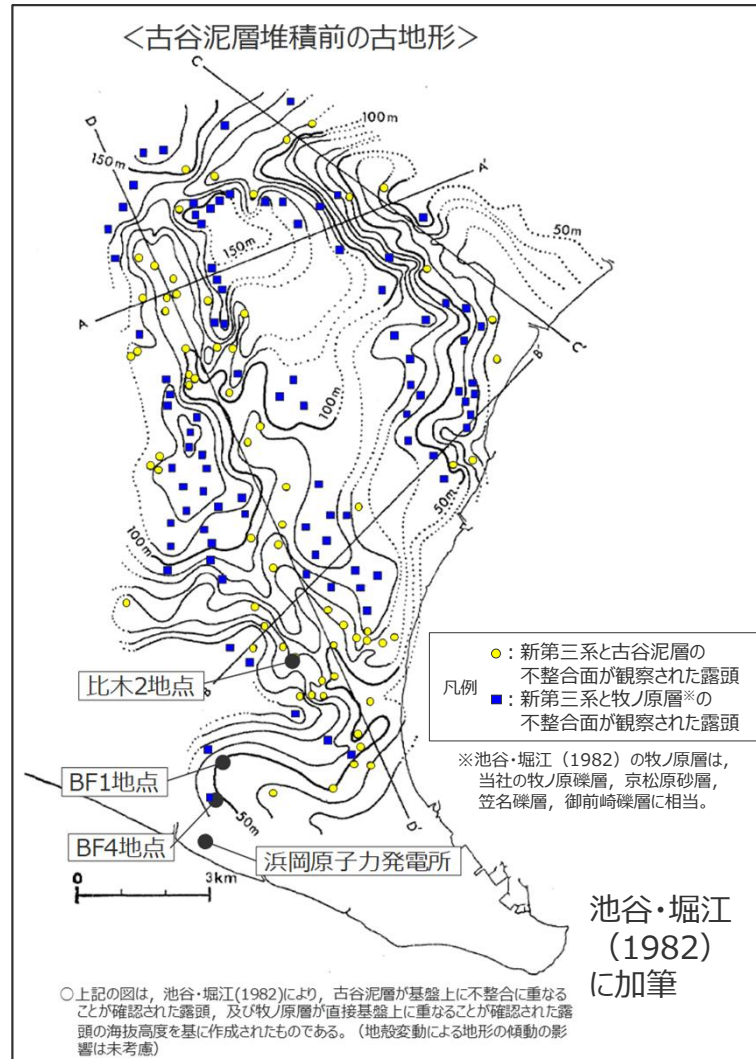 <古谷泥層堆積前の古地形>
C
D
100m
150m
A'
50m
150m
A
C'
B'
100m
50m
100m
比木2地点
B
凡例
○:新第三系と古谷泥層の
不整合面が観察された露頭
■:新第三系と牧ノ原層※の
不整合面が観察された露頭
※池谷・堀江(1982)の牧ノ原層は,
当社の牧ノ原礫層,京松原砂層,
笠名礫層,御前崎礫層に相当。
BF1地点
50m
BF4地点
D'
浜岡原子力発電所
0 3km
池谷・堀江
(1982)
に加筆
○上記の図は,池谷・堀江(1982)により,古谷泥層が基盤上に不整合に重なる
ことが確認された露頭,及び牧ノ原層が直接基盤上に重なることが確認された露
頭の海抜高度を基に作成されたものである。(地殻変動による地形の傾動の影
響は未考慮)